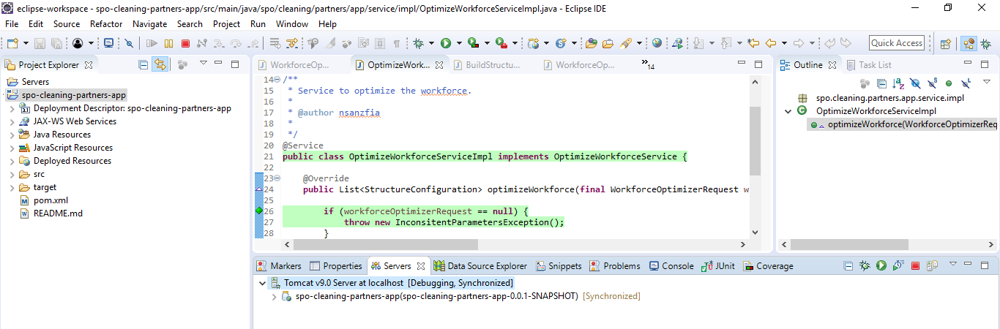 eclipse-workspace - spo-cleaning-partners-app/src/main/java/spo/cleaning/partners/app/service/impl/OptimizeWorkforceServiceImpl.java - Eclipse IDE
File Edit Source Refactor Navigate Search Project Run Window Help
Quick Access
Project Explorer
Servers
spo-cleaning-partners-app
Deployment Descriptor: spo-cleaning-partners-app
JAX-WS Web Services
Java Resources
JavaScript Resources
Deployed Resources
src
target
pom.xml
README.md
WorkforceOp... OptimizeWork... BuildStructu... WorkforceOp... »14
14 /**
15 * Service to optimize the workforce.
16 *
17 * @author nsanzfia
18 *
19 */
20 @Service
21 public class OptimizeWorkforceServiceImpl implements OptimizeWorkforceService {
22
23 @Override
24 public List<StructureConfiguration> optimizeWorkforce(final WorkforceOptimizerRequest w
25
26 if (workforceOptimizerRequest == null) {
27 throw new InconsitentParametersException();
28 }
Outline Task List
spo.cleaning.partners.app.service.impl
OptimizeWorkforceServiceImpl
optimizeWorkforce(WorkforceOptimizerReq
Markers Properties Servers Data Source Explorer Snippets Problems Console JUnit Coverage
Tomcat v9.0 Server at localhost [Debugging, Synchronized]
spo-cleaning-partners-app(spo-cleaning-partners-app-0.0.1-SNAPSHOT) [Synchronized]